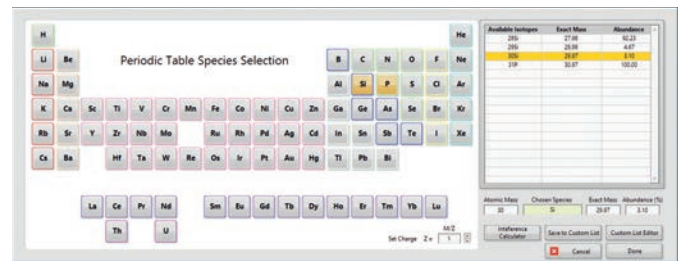 H He
Li Be Periodic Table Species Selection B C N O F Ne
Na Mg Al Si P S Cl Ar
K Ca Sc Ti V Cr Mn Fe Co Ni Cu Zn Ga Ge As Se Br Kr
Rb Sr Y Zr Nb Mo Ru Rh Pd Ag Cd In Sn Sb Te I Xe
Cs Ba Hf Ta W Re Os Ir Pt Au Hg Tl Pb Bi
La Ce Pr Nd Sm Eu Gd Tb Dy Ho Er Tm Yb Lu
Th U
M/Z
Set Charge Z = 1
Available Isotopes Exact Mass Abundance
28Si 27.98 92.23
29Si 28.98 4.67
30Si 29.97 3.10
31P 30.97 100.00
Atomic Mass Chosen Species Exact Mass Abundance (%)
30 Si 29.97 3.10
Interference Calculator Save to Custom List Custom List Editor
Cancel Done